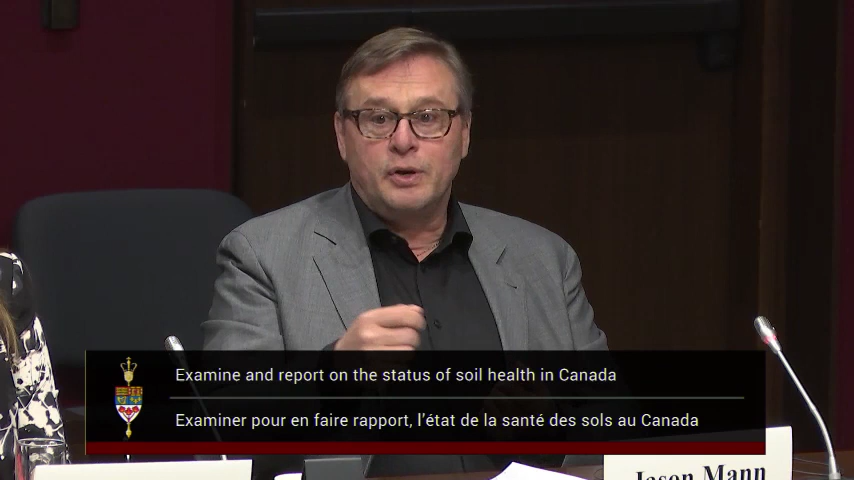 Examine and report on the status of soil health in Canada
Examiner pour en faire rapport, l'état de la santé des sols au Canada
Jason Mann